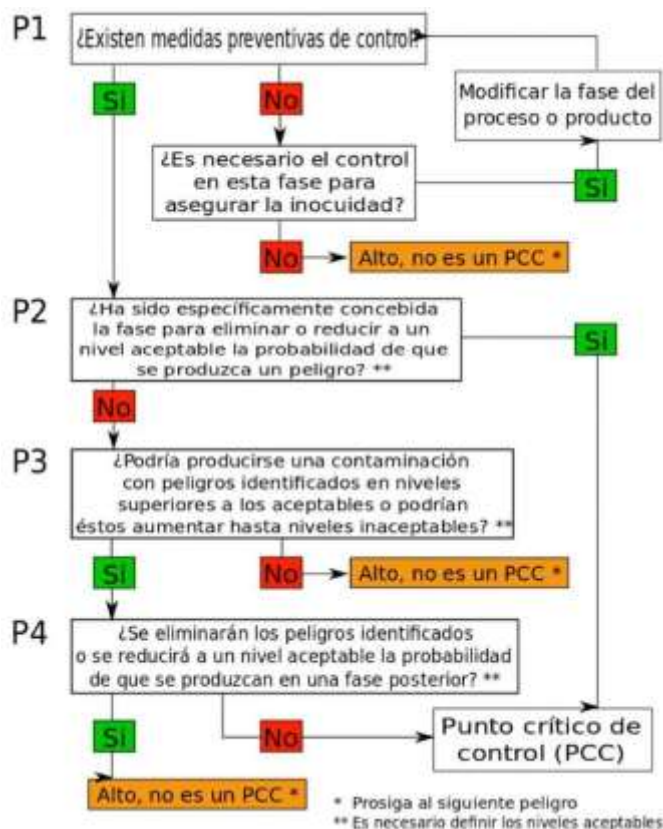 P1
¿Existen medidas preventivas de control?
Si
No
Modificar la fase del
proceso o producto
¿Es necesario el control
en esta fase para
asegurar la inocuidad?
Si
No
Alto, no es un PCC *
P2
¿Ha sido específicamente concebida
la fase para eliminar o reducir a un
nivel aceptable la probabilidad de que
se produzca un peligro? **
Si
No
P3
¿Podría producirse una contaminación
con peligros identificados en niveles
superiores a los aceptables o podrían
éstos aumentar hasta niveles inaceptables? **
Si
No
Alto, no es un PCC *
P4
¿Se eliminarán los peligros identificados
o se reducirá a un nivel aceptable la probabilidad
de que se produzcan en una fase posterior? **
Si
No
Punto crítico de
control (PCC)
Alto, no es un PCC *
* Prosiga al siguiente peligro
** Es necesario definir los niveles aceptables